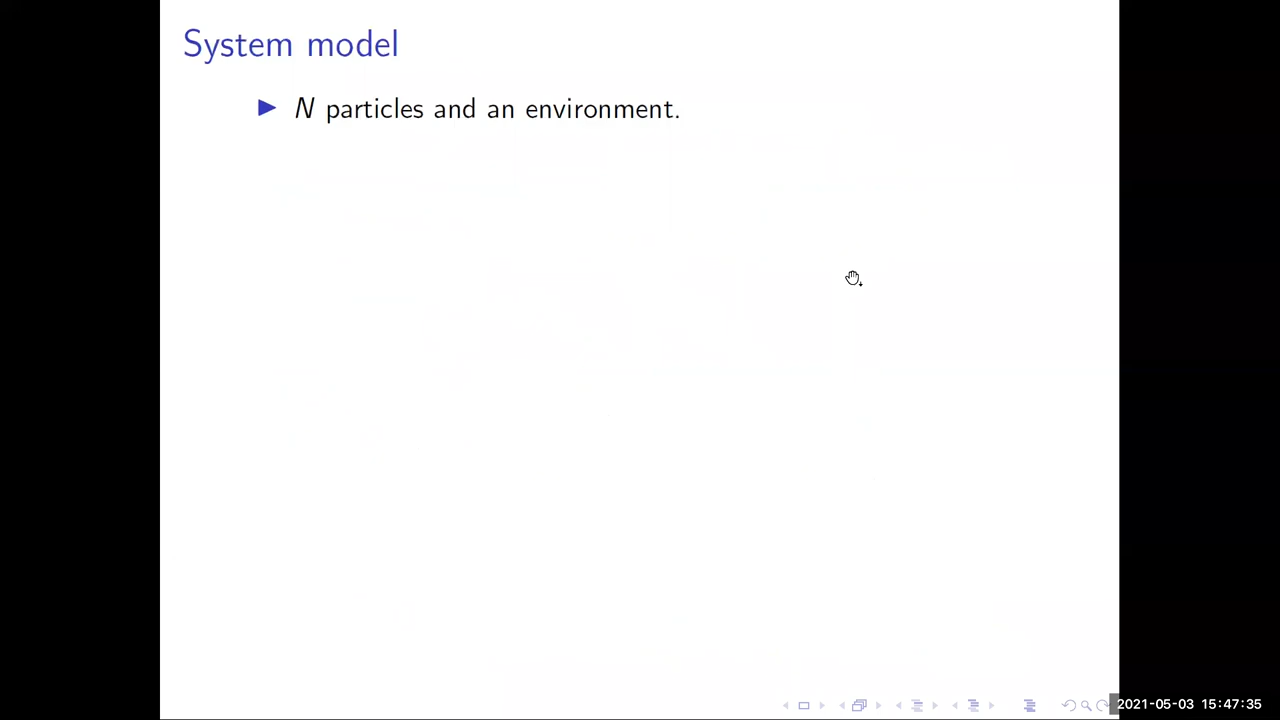 System model
N particles and an environment.
2021-05-03 15:47:35